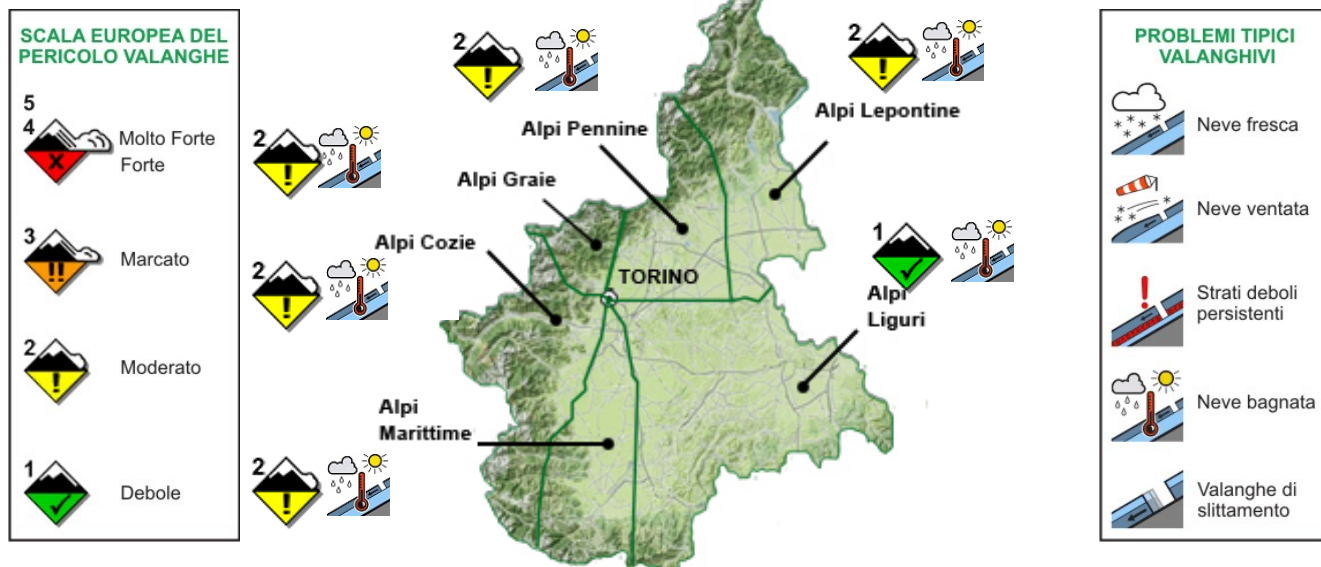 SCALA EUROPEA DEL
PERICOLO VALANGHE
5
4
Molto Forte
Forte
3
Marcato
2
Moderato
1
Debole
2
2
2
2
2
1
Alpi Lepontine
Alpi Pennine
Alpi Graie
Alpi Cozie
TORINO
Alpi
Liguri
Alpi
Marittime
PROBLEMI TIPICI
VALANGHIVI
Neve fresca
Neve ventata
Strati deboli
persistenti
Neve bagnata
Valanghe di
slittamento